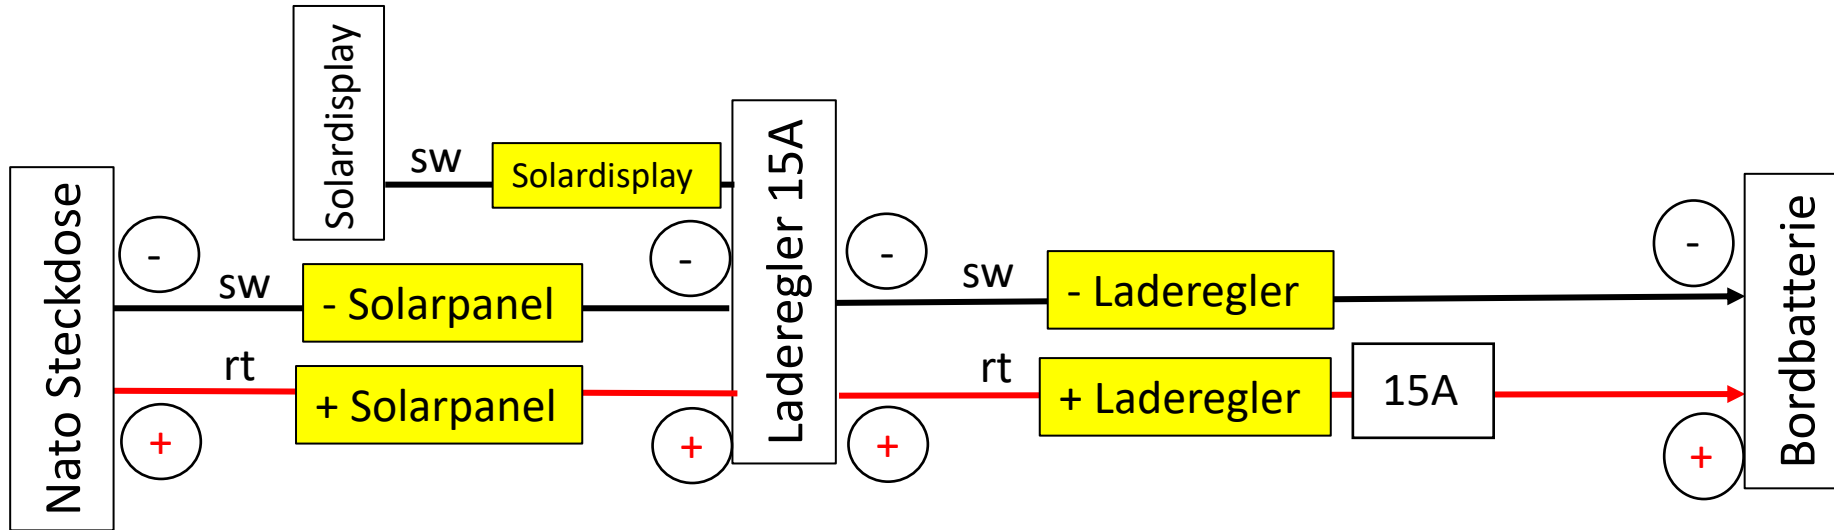 Solardisplay
sw
Solardisplay
Laderegler 15A
Nato Steckdose
Bordbatterie
-
-
-
-
sw
- Solarpanel
sw
- Laderegler
rt
+ Solarpanel
rt
+ Laderegler
15A
+
+
+
+